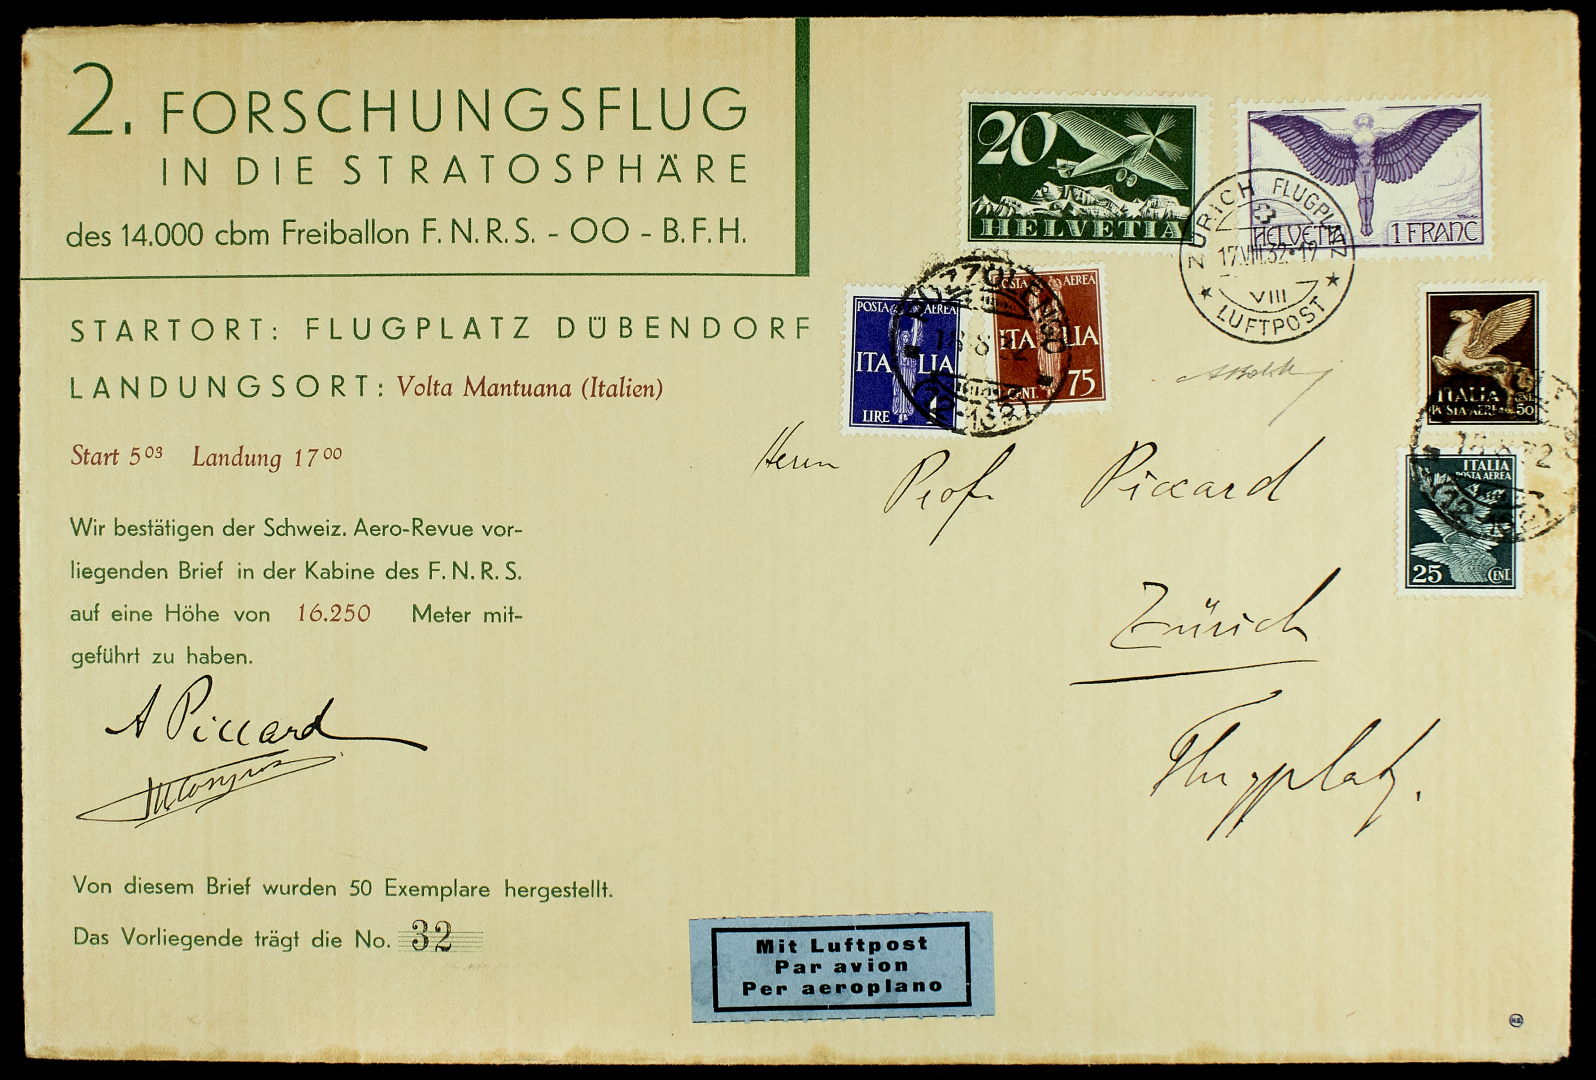 2. FORSCHUNGSFLUG
IN DIE STRATOSPHÄRE
des 14.000 cbm Freiballon F.N.R.S. - OO - B.F.H.
STARTORT: FLUGPLATZ DÜBENDORF
LANDUNGSORT: Volta Mantuana (Italien)
Start 5⁰³ Landung 17⁰⁰
Wir bestätigen der Schweiz. Aero-Revue vor-
liegenden Brief in der Kabine des F.N.R.S.
auf eine Höhe von 16.250 Meter mit-
geführt zu haben.
A Piccard
Von diesem Brief wurden 50 Exemplare hergestellt.
Das Vorliegende trägt die No. 32
20
HELVETIA
HELVETIA 1 FRANC
ZÜRICH FLUGPLATZ
17.VIII.32-12
VIII
LUFTPOST
POSTA AEREA
ITALIA
LIRE 1
POSTA AEREA
ITALIA
CENT. 75
POZZOLENGO
ITALIA CENT.
POSTA AEREA 50
ITALIA
POSTA AEREA
25 CENT.
Herrn
Prof. Piccard
Zürich
Flugplatz.
Mit Luftpost
Par avion
Per aeroplano